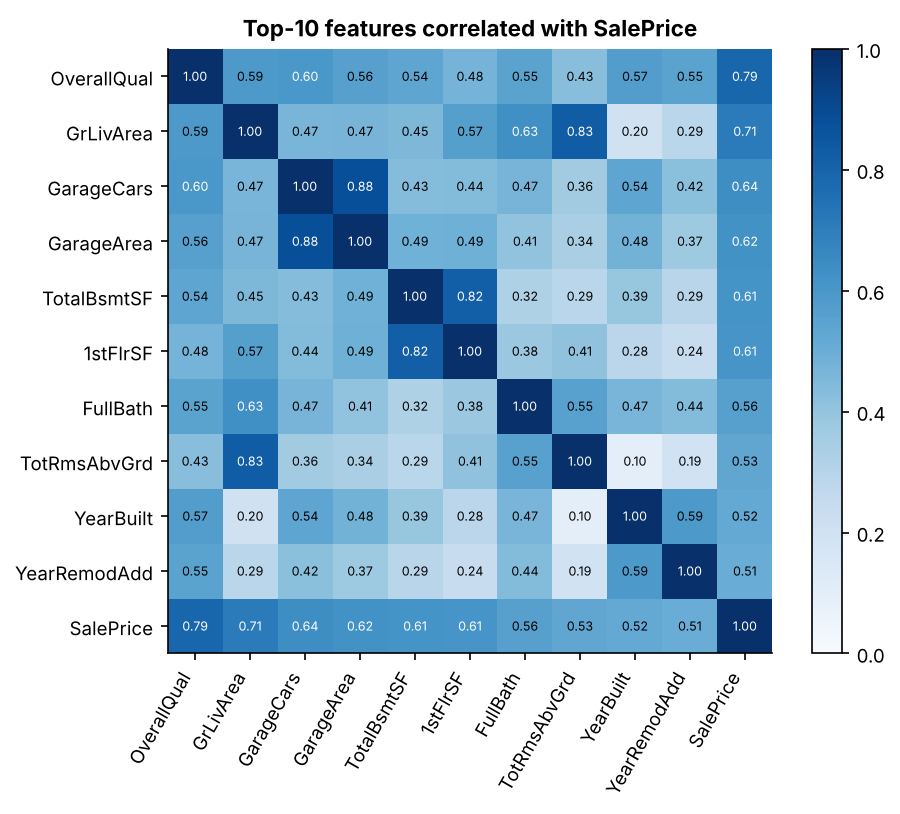 Top-10 features correlated with SalePrice
OverallQual 1.00 0.59 0.60 0.56 0.54 0.48 0.55 0.43 0.57 0.55 0.79
GrLivArea 0.59 1.00 0.47 0.47 0.45 0.57 0.63 0.83 0.20 0.29 0.71
GarageCars 0.60 0.47 1.00 0.88 0.43 0.44 0.47 0.36 0.54 0.42 0.64
GarageArea 0.56 0.47 0.88 1.00 0.49 0.49 0.41 0.34 0.48 0.37 0.62
TotalBsmtSF 0.54 0.45 0.43 0.49 1.00 0.82 0.32 0.29 0.39 0.29 0.61
1stFlrSF 0.48 0.57 0.44 0.49 0.82 1.00 0.38 0.41 0.28 0.24 0.61
FullBath 0.55 0.63 0.47 0.41 0.32 0.38 1.00 0.55 0.47 0.44 0.56
TotRmsAbvGrd 0.43 0.83 0.36 0.34 0.29 0.41 0.55 1.00 0.10 0.19 0.53
YearBuilt 0.57 0.20 0.54 0.48 0.39 0.28 0.47 0.10 1.00 0.59 0.52
YearRemodAdd 0.55 0.29 0.42 0.37 0.29 0.24 0.44 0.19 0.59 1.00 0.51
SalePrice 0.79 0.71 0.64 0.62 0.61 0.61 0.56 0.53 0.52 0.51 1.00
OverallQual GrLivArea GarageCars GarageArea TotalBsmtSF 1stFlrSF FullBath TotRmsAbvGrd YearBuilt YearRemodAdd SalePrice
1.0
0.8
0.6
0.4
0.2
0.0